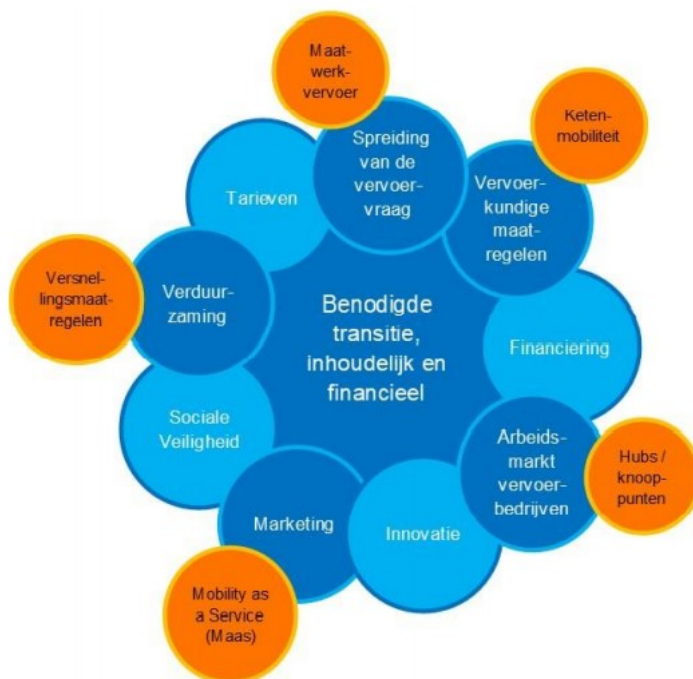 Maat-
werk-
vervoer
Keten-
mobiliteit
Spreiding
van de
vervoer-
vraag
Vervoer-
kundige
maat-
regelen
Tarieven
Versnel-
lingsmaat-
regelen
Verduur-
zaming
Benodigde
transitie,
inhoudelijk en
financieel
Financiering
Sociale
Veiligheid
Arbeids-
markt
vervoer-
bedrijven
Hubs /
knoop-
punten
Marketing
Innovatie
Mobility as
a Service
(Maas)